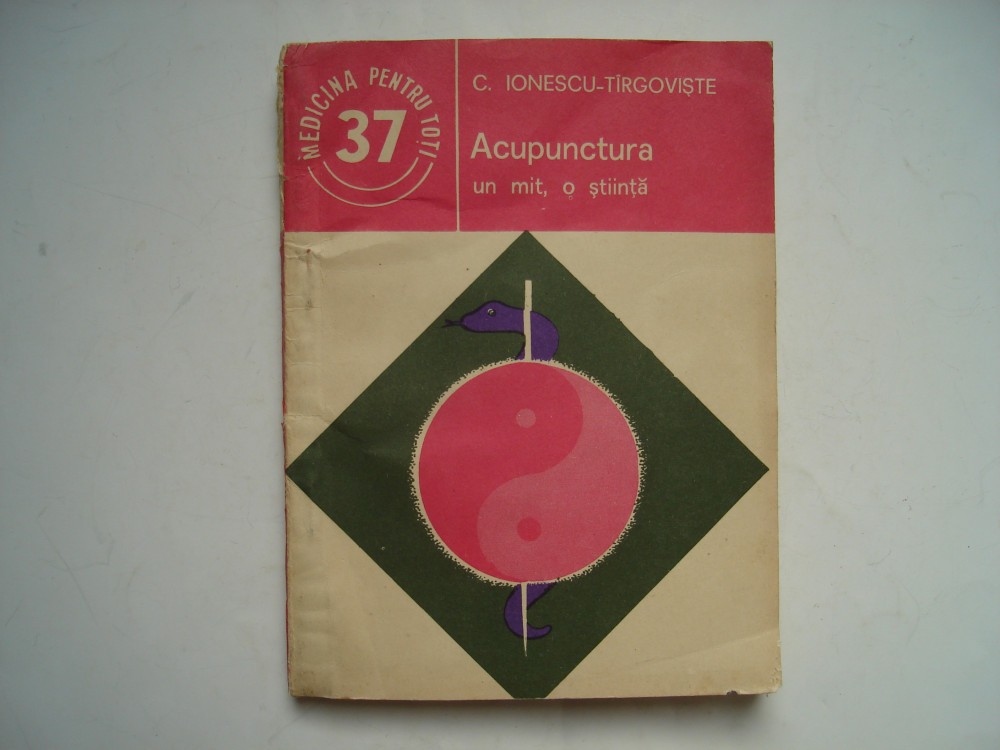 MEDICINA PENTRU TOȚI
37
C. IONESCU-TÎRGOVIȘTE
Acupunctura
un mit, o știință